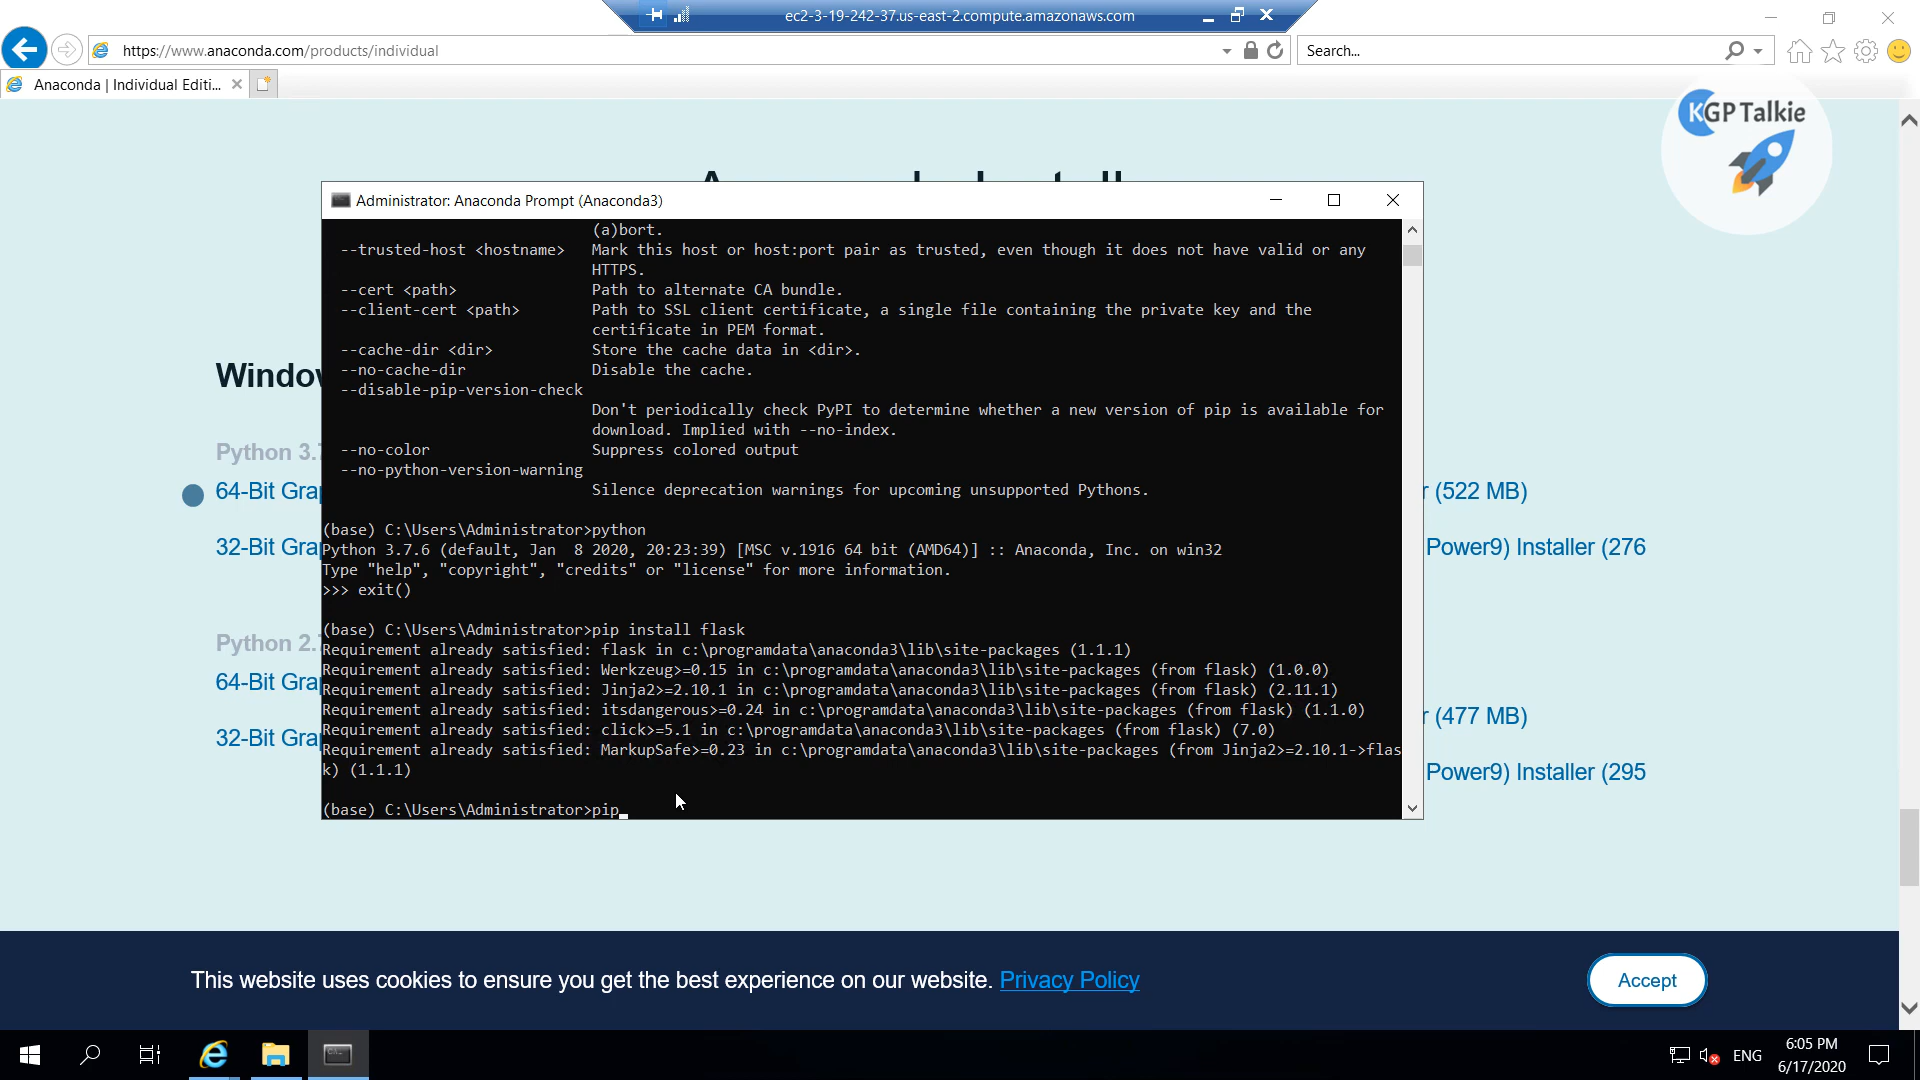 ec2-3-19-242-37.us-east-2.compute.amazonaws.com
https://www.anaconda.com/products/individual
Search...
Anaconda | Individual Editi...
KGP Talkie
Administrator: Anaconda Prompt (Anaconda3)
(a)bort.
--trusted-host <hostname> Mark this host or host:port pair as trusted, even though it does not have valid or any
HTTPS.
--cert <path> Path to alternate CA bundle.
--client-cert <path> Path to SSL client certificate, a single file containing the private key and the
certificate in PEM format.
--cache-dir <dir> Store the cache data in <dir>.
--no-cache-dir Disable the cache.
--disable-pip-version-check
Don't periodically check PyPI to determine whether a new version of pip is available for
download. Implied with --no-index.
--no-color Suppress colored output
--no-python-version-warning
Silence deprecation warnings for upcoming unsupported Pythons.
(base) C:\Users\Administrator>python
Python 3.7.6 (default, Jan  8 2020, 20:23:39) [MSC v.1916 64 bit (AMD64)] :: Anaconda, Inc. on win32
Type "help", "copyright", "credits" or "license" for more information.
>>> exit()
(base) C:\Users\Administrator>pip install flask
Requirement already satisfied: flask in c:\programdata\anaconda3\lib\site-packages (1.1.1)
Requirement already satisfied: Werkzeug>=0.15 in c:\programdata\anaconda3\lib\site-packages (from flask) (1.0.0)
Requirement already satisfied: Jinja2>=2.10.1 in c:\programdata\anaconda3\lib\site-packages (from flask) (2.11.1)
Requirement already satisfied: itsdangerous>=0.24 in c:\programdata\anaconda3\lib\site-packages (from flask) (1.1.0)
Requirement already satisfied: click>=5.1 in c:\programdata\anaconda3\lib\site-packages (from flask) (7.0)
Requirement already satisfied: MarkupSafe>=0.23 in c:\programdata\anaconda3\lib\site-packages (from Jinja2>=2.10.1->flas
k) (1.1.1)
(base) C:\Users\Administrator>pip
Window
Python 3.7
64-Bit Grap
32-Bit Grap
Python 2.7
64-Bit Grap
32-Bit Grap
r (522 MB)
Power9) Installer (276
r (477 MB)
Power9) Installer (295
This website uses cookies to ensure you get the best experience on our website. Privacy Policy
Accept
ENG
6:05 PM
6/17/2020